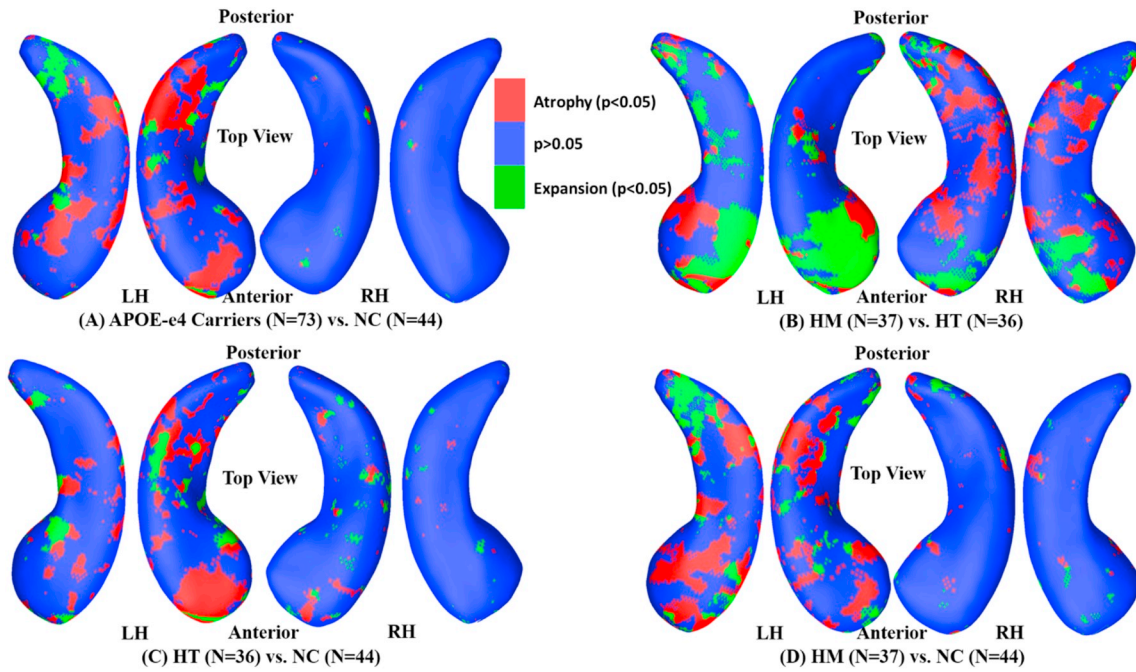 Posterior
Top View
LH
Anterior
RH
(A) APOE-e4 Carriers (N=73) vs. NC (N=44)
Atrophy (p<0.05)
p>0.05
Expansion (p<0.05)
Posterior
Top View
LH
Anterior
RH
(B) HM (N=37) vs. HT (N=36)
Posterior
Top View
LH
Anterior
RH
(C) HT (N=36) vs. NC (N=44)
Posterior
Top View
LH
Anterior
RH
(D) HM (N=37) vs. NC (N=44)